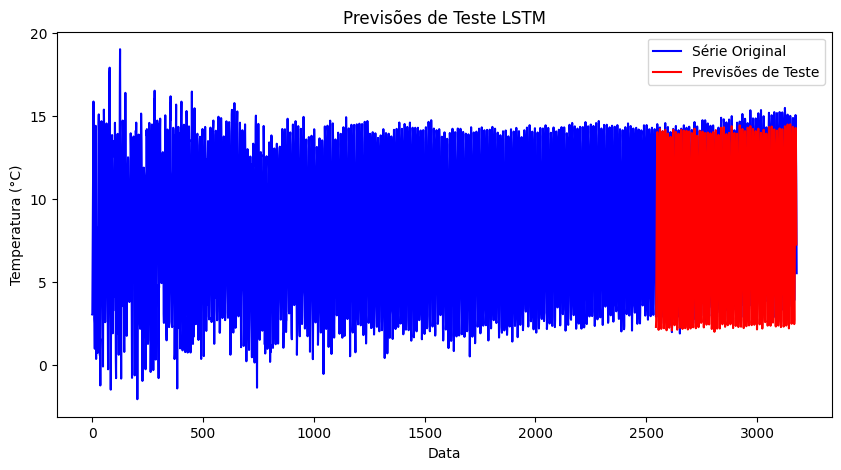 Previsões de Teste LSTM
Série Original
Previsões de Teste
Temperatura (°C)
20
15
10
5
0
0
500
1000
1500
2000
2500
3000
Data